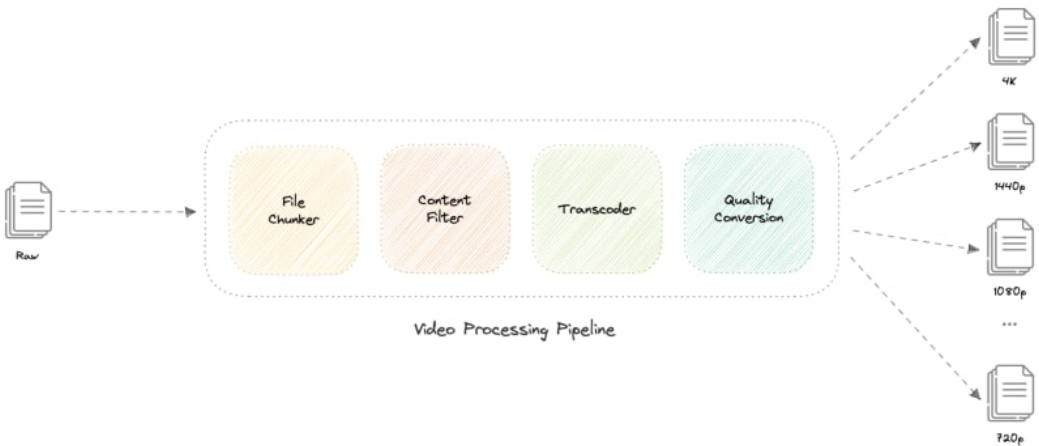 Raw
File
Chunker
Content
Filter
Transcoder
Quality
Conversion
Video Processing Pipeline
4K
1440p
1080p
...
720p